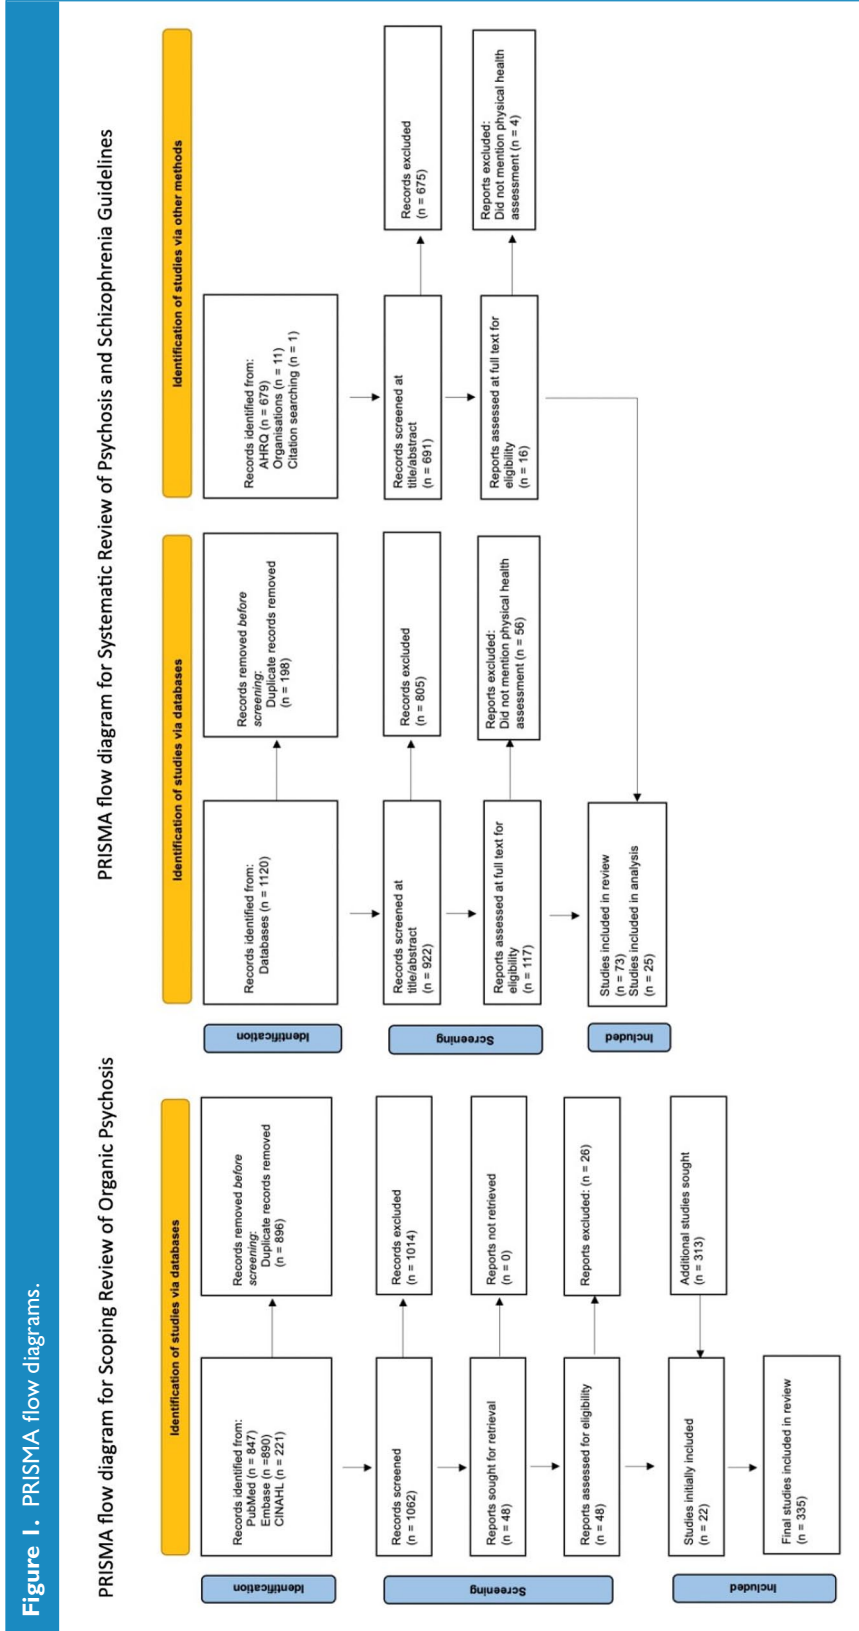 Figure 1. PRISMA flow diagrams.
PRISMA flow diagram for Scoping Review of Organic Psychosis
Identification of studies via databases
Identification
Records identified from:
PubMed (n = 847)
Embase (n =890)
CINAHL (n = 221)
Records removed before
screening:
Duplicate records removed
(n = 896)
Screening
Records screened
(n = 1062)
Records excluded
(n = 1014)
Reports sought for retrieval
(n = 48)
Reports not retrieved
(n = 0)
Reports assessed for eligibility
(n = 48)
Reports excluded: (n = 26)
Included
Studies initially included
(n = 22)
Additional studies sought
(n = 313)
Final studies included in review
(n = 335)
PRISMA flow diagram for Systematic Review of Psychosis and Schizophrenia Guidelines
Identification of studies via databases
Identification of studies via other methods
Identification
Records identified from:
Databases (n = 1120)
Records removed before
screening:
Duplicate records removed
(n = 198)
Records identified from:
AHRQ (n = 679)
Organisations (n = 11)
Citation searching (n = 1)
Screening
Records screened at
title/abstract
(n = 922)
Records excluded
(n = 805)
Records screened at
title/abstract
(n = 691)
Records excluded
(n = 675)
Reports assessed at full text for
eligibility
(n = 117)
Reports excluded:
Did not mention physical health
assessment (n = 56)
Reports assessed at full text for
eligibility
(n = 16)
Reports excluded:
Did not mention physical health
assessment (n = 4)
Included
Studies included in review
(n = 73)
Studies included in analysis
(n = 25)